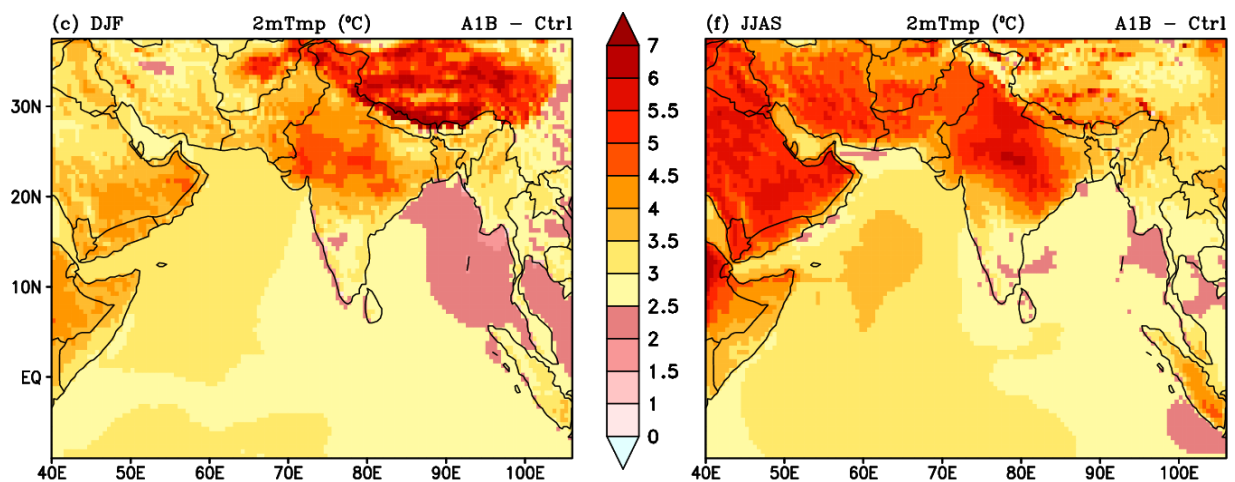 (c) DJF 2mTmp (°C) A1B - Ctrl
30N
20N
10N
EQ
40E 50E 60E 70E 80E 90E 100E
7
6
5.5
5
4.5
4
3.5
3
2.5
2
1.5
1
0
(f) JJAS 2mTmp (°C) A1B - Ctrl
40E 50E 60E 70E 80E 90E 100E